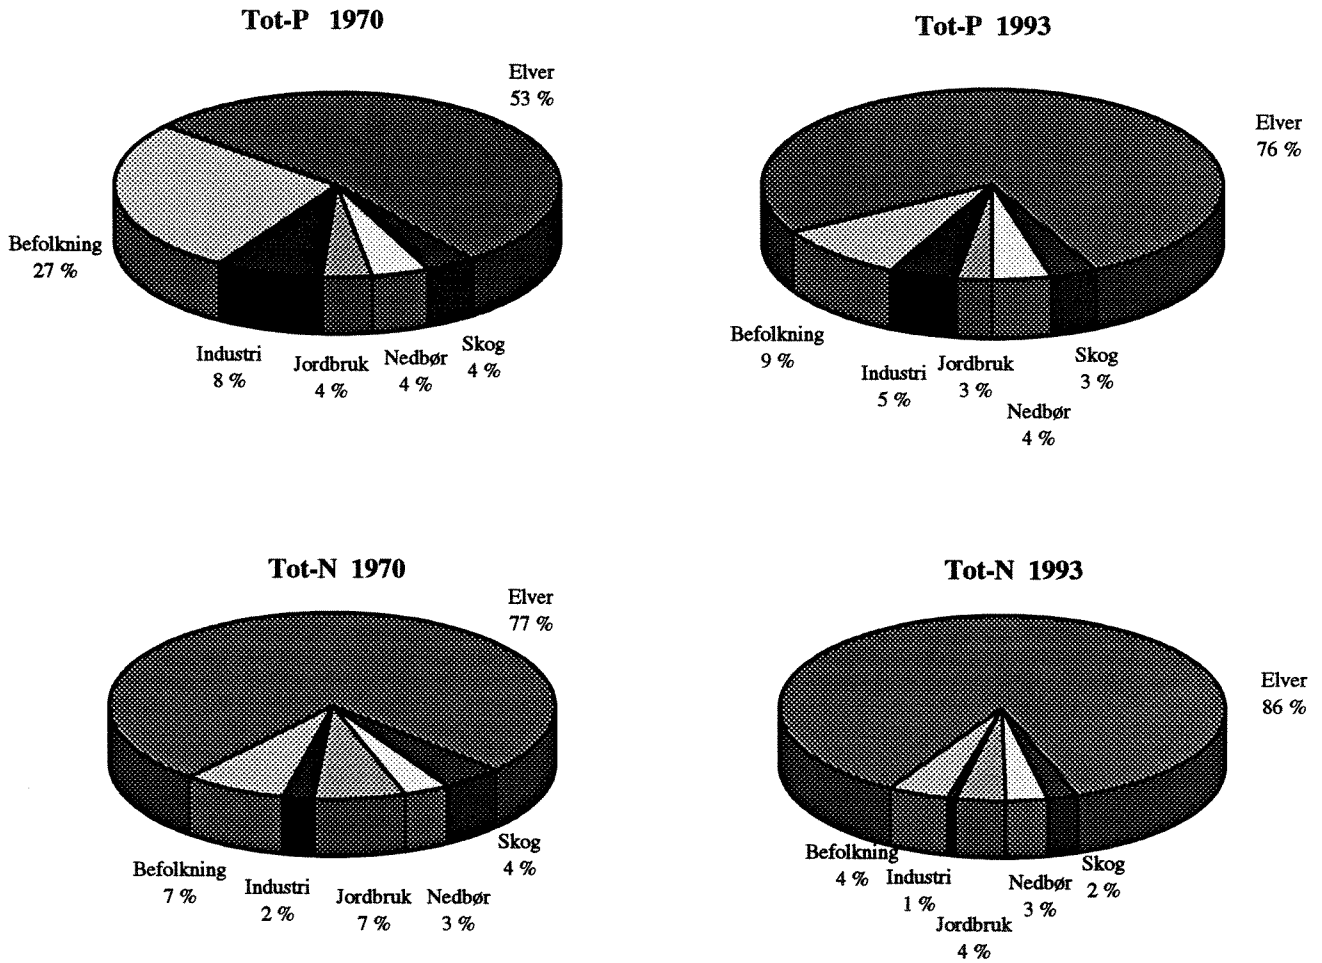 Tot-P 1970
Elver
53 %
Befolkning
27 %
Industri
8 %
Jordbruk
4 %
Nedbør
4 %
Skog
4 %
Tot-P 1993
Elver
76 %
Befolkning
9 %
Industri
5 %
Jordbruk
3 %
Nedbør
4 %
Skog
3 %
Tot-N 1970
Elver
77 %
Befolkning
7 %
Industri
2 %
Jordbruk
7 %
Nedbør
3 %
Skog
4 %
Tot-N 1993
Elver
86 %
Befolkning
4 %
Industri
1 %
Jordbruk
4 %
Nedbør
3 %
Skog
2 %